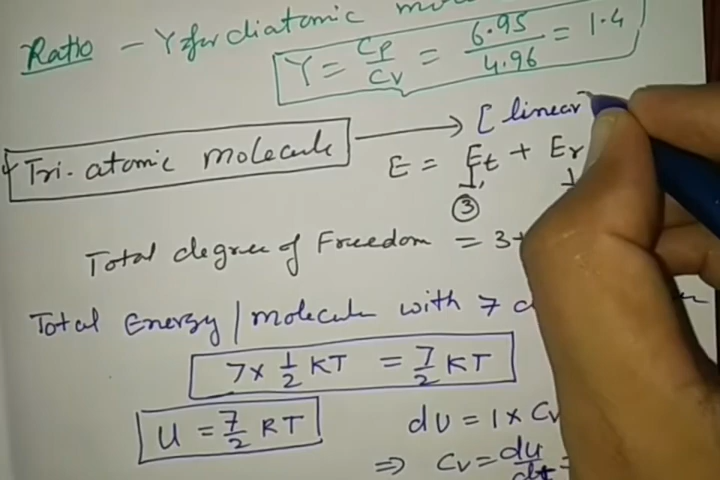 Ratio - γ for diatomic
γ = CP/CV = 6.95/4.96 = 1.4
Tri-atomic molecule → [linear
E = Et + Er
③
Total degree of Freedom = 3+
Total Energy / molecule with 7
7 × 1/2 KT = 7/2 KT
U = 7/2 RT
dU = 1 × CV
⇒ CV = du/dt =